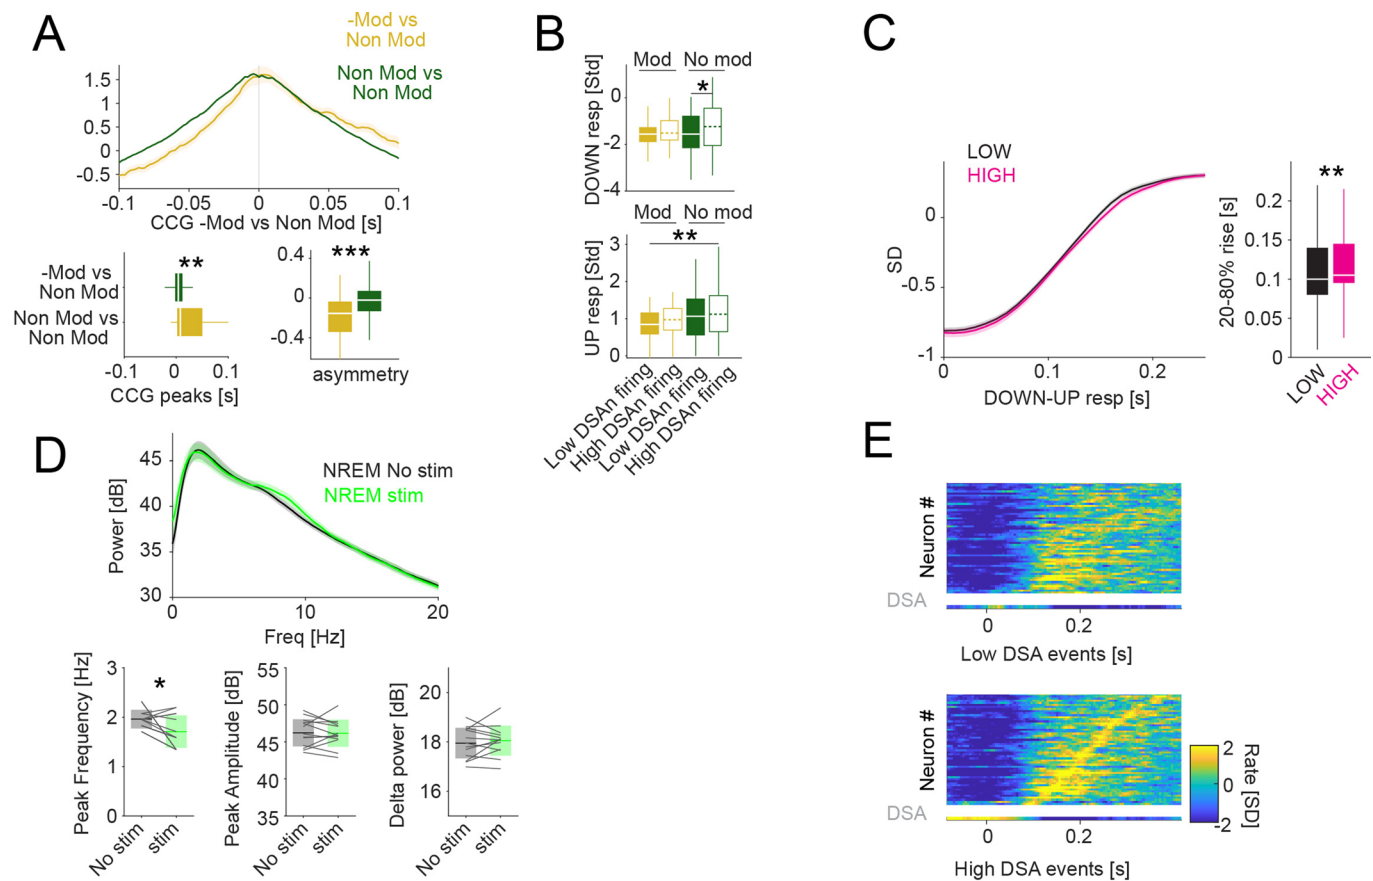 A
-Mod vs
Non Mod
Non Mod vs
Non Mod
1.5
1
0.5
0
-0.5
-0.1
-0.05
0
0.05
0.1
CCG -Mod vs Non Mod [s]
-Mod vs
Non Mod
**
Non Mod vs
Non Mod
-0.1
0
0.1
CCG peaks [s]
0.4
0
-0.4
***
asymmetry
B
Mod
No mod
DOWN resp [Std]
0
-2
-4
*
Mod
No mod
UP resp [Std]
3
2
1
0
**
Low DSAn firing
High DSAn firing
Low DSAn firing
High DSAn firing
C
LOW
HIGH
SD
0
-0.5
-1
0
0.1
0.2
DOWN-UP resp [s]
20-80% rise [s]
**
0.2
0.15
0.1
0.05
0
LOW
HIGH
D
NREM No stim
NREM stim
Power [dB]
45
40
35
30
0
10
20
Freq [Hz]
Peak Frequency [Hz]
3
2
1
0
*
No stim
stim
Peak Amplitude [dB]
55
50
45
40
35
No stim
stim
Delta power [dB]
20
18
16
No stim
stim
E
Neuron #
DSA
0
0.2
Low DSA events [s]
Neuron #
DSA
0
0.2
High DSA events [s]
2
0
-2
Rate [SD]